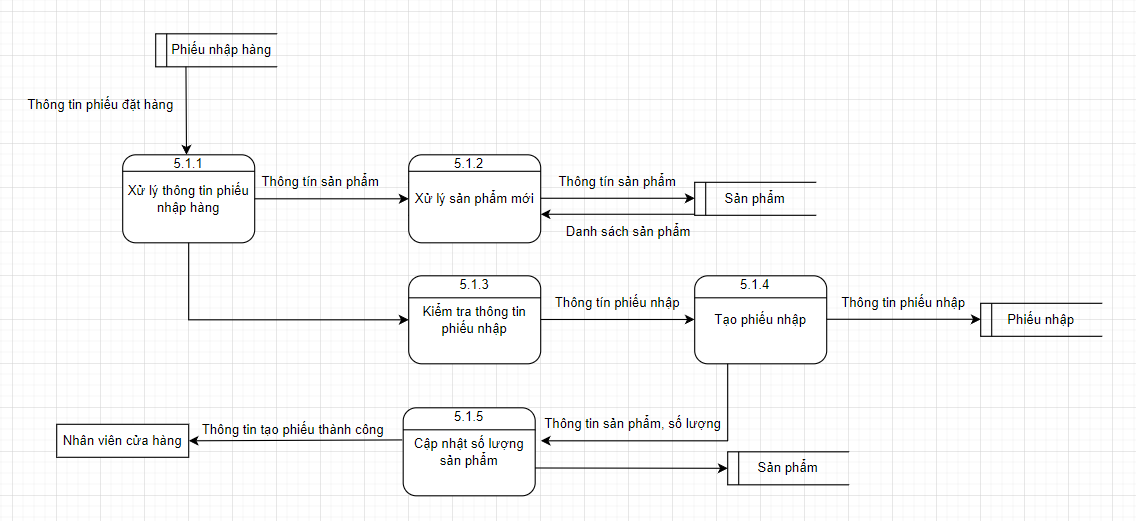 Phiếu nhập hàng
Thông tin phiếu đặt hàng
5.1.1
Xử lý thông tin phiếu
nhập hàng
Thông tín sản phẩm
5.1.2
Xử lý sản phẩm mới
Thông tín sản phẩm
Sản phẩm
Danh sách sản phẩm
5.1.3
Kiểm tra thông tin
phiếu nhập
Thông tín phiếu nhập
5.1.4
Tạo phiếu nhập
Thông tin phiếu nhập
Phiếu nhập
Nhân viên cửa hàng
Thông tin tạo phiếu thành công
5.1.5
Cập nhật số lượng
sản phẩm
Thông tin sản phẩm, số lượng
Sản phẩm